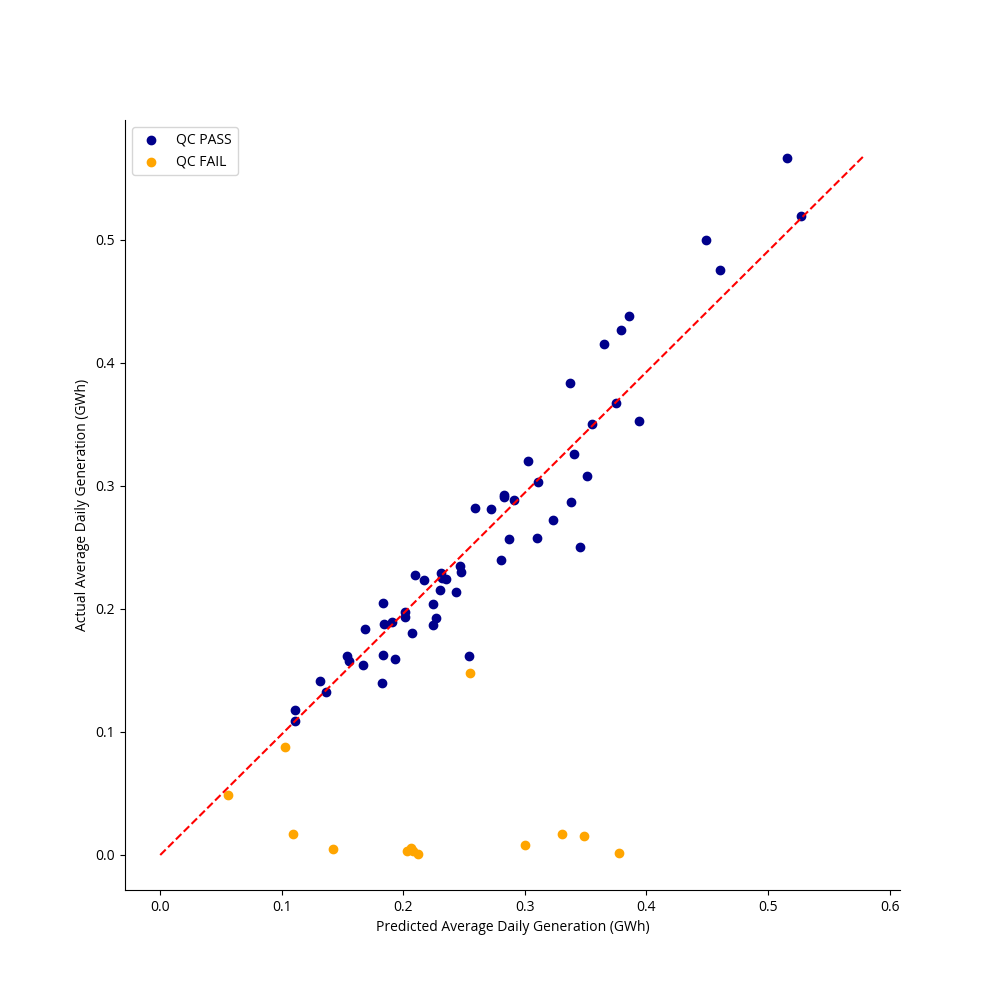 QC PASS
QC FAIL
0.5
0.4
0.3
0.2
0.1
0.0
Actual Average Daily Generation (GWh)
0.0 0.1 0.2 0.3 0.4 0.5 0.6
Predicted Average Daily Generation (GWh)